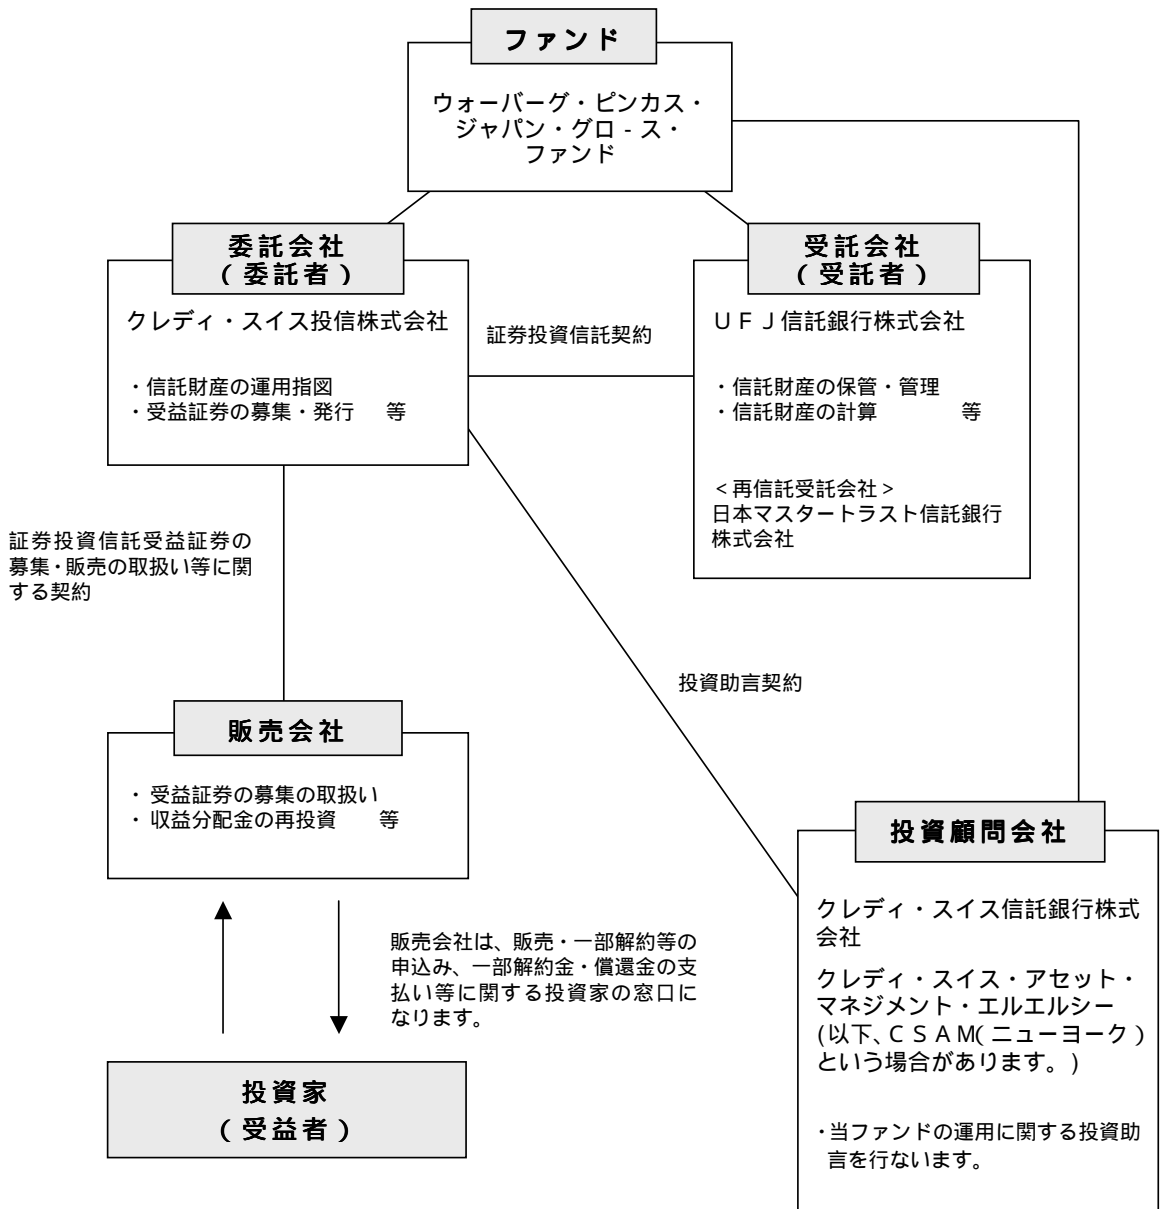 ファンド
ウォーバーグ・ピンカス・
ジャパン・グロ‐ス・
ファンド
委託会社
(委託者)
クレディ・スイス投信株式会社
・信託財産の運用指図
・受益証券の募集・発行　等
証券投資信託契約
受託会社
(受託者)
ＵＦＪ信託銀行株式会社
・信託財産の保管・管理
・信託財産の計算　　　　等
<再信託受託会社>
日本マスタートラスト信託銀行
株式会社
証券投資信託受益証券の
募集・販売の取扱い等に関
する契約
投資助言契約
販売会社
・ 受益証券の募集の取扱い
・ 収益分配金の再投資　　等
販売会社は、販売・一部解約等の
申込み、一部解約金・償還金の支
払い等に関する投資家の窓口に
なります。
投資家
(受益者)
投資顧問会社
クレディ・スイス信託銀行株式
会社
クレディ・スイス・アセット・
マネジメント・エルエルシー
(以下、ＣＳＡＭ(ニューヨーク)
という場合があります。)
・当ファンドの運用に関する投資助
言を行ないます。